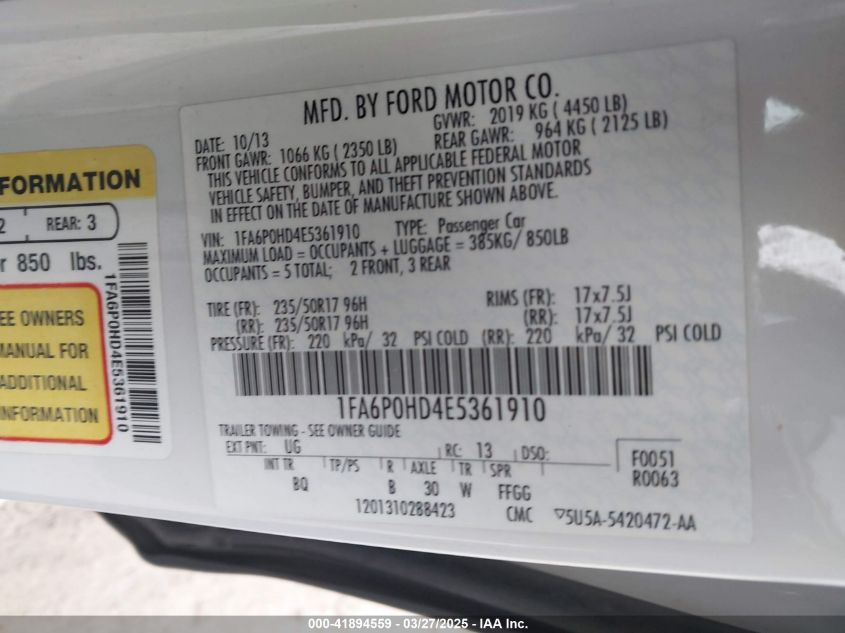 MFD. BY FORD MOTOR CO.
DATE: 10/13 GVWR: 2019 KG ( 4450 LB)
FRONT GAWR: 1066 KG ( 2350 LB) REAR GAWR: 964 KG ( 2125 LB)
THIS VEHICLE CONFORMS TO ALL APPLICABLE FEDERAL MOTOR
VEHICLE SAFETY, BUMPER, AND THEFT PREVENTION STANDARDS
IN EFFECT ON THE DATE OF MANUFACTURE SHOWN ABOVE.
VIN: 1FA6P0HD4E5361910 TYPE: Passenger Car
MAXIMUM LOAD = OCCUPANTS + LUGGAGE = 385KG/ 850LB
OCCUPANTS = 5 TOTAL; 2 FRONT, 3 REAR
TIRE (FR): 235/50R17 96H RIMS (FR): 17x7.5J
(RR): 235/50R17 96H (RR): 17x7.5J
PRESSURE (FR): 220 kPa/ 32 PSI COLD (RR): 220 kPa/ 32 PSI COLD
1FA6P0HD4E5361910
TRAILER TOWING - SEE OWNER GUIDE
EXT PNT: UG RC: 13 DSO: F0051
R0063
INT TR TP/PS R AXLE TR SPR
BQ B 30 W FFGG
1201310288423 CMC ▽5U5A-5420472-AA
FORMATION
2 REAR: 3
r 850 lbs.
EE OWNERS
MANUAL FOR
ADDITIONAL
INFORMATION
1FA6P0HD4E5361910
000-41894559 | 03/27/2025 | IAA Inc.